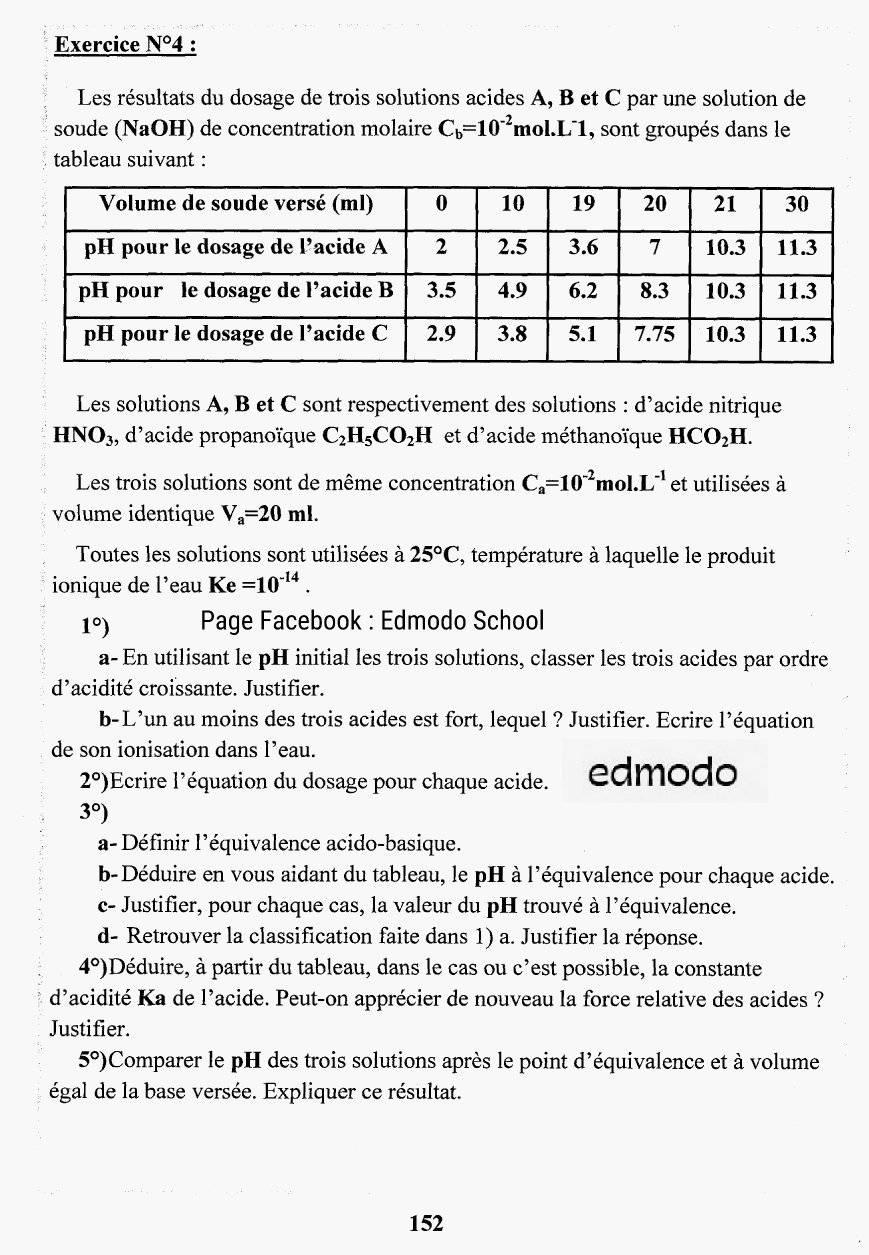 Exercice N°4 :
Les résultats du dosage de trois solutions acides A, B et C par une solution de
soude (NaOH) de concentration molaire Cb=10⁻²mol.L⁻1, sont groupés dans le
tableau suivant :
Volume de soude versé (ml) 0 10 19 20 21 30
pH pour le dosage de l'acide A 2 2.5 3.6 7 10.3 11.3
pH pour le dosage de l'acide B 3.5 4.9 6.2 8.3 10.3 11.3
pH pour le dosage de l'acide C 2.9 3.8 5.1 7.75 10.3 11.3
Les solutions A, B et C sont respectivement des solutions : d'acide nitrique
HNO₃, d'acide propanoïque C₂H₅CO₂H et d'acide méthanoïque HCO₂H.
Les trois solutions sont de même concentration Ca=10⁻²mol.L⁻¹ et utilisées à
volume identique Va=20 ml.
Toutes les solutions sont utilisées à 25°C, température à laquelle le produit
ionique de l'eau Ke =10⁻¹⁴ .
1°) Page Facebook : Edmodo School
a- En utilisant le pH initial les trois solutions, classer les trois acides par ordre
d'acidité croissante. Justifier.
b- L'un au moins des trois acides est fort, lequel ? Justifier. Ecrire l'équation
de son ionisation dans l'eau.
2°)Ecrire l'équation du dosage pour chaque acide. edmodo
3°)
a- Définir l'équivalence acido-basique.
b- Déduire en vous aidant du tableau, le pH à l'équivalence pour chaque acide.
c- Justifier, pour chaque cas, la valeur du pH trouvé à l'équivalence.
d- Retrouver la classification faite dans 1) a. Justifier la réponse.
4°)Déduire, à partir du tableau, dans le cas ou c'est possible, la constante
d'acidité Ka de l'acide. Peut-on apprécier de nouveau la force relative des acides ?
Justifier.
5°)Comparer le pH des trois solutions après le point d'équivalence et à volume
égal de la base versée. Expliquer ce résultat.
152